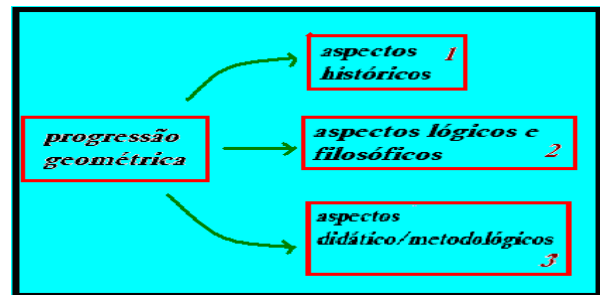 progressão
geométrica
aspectos 1
históricos
aspectos lógicos e
filosóficos 2
aspectos
didático/metodológicos
3